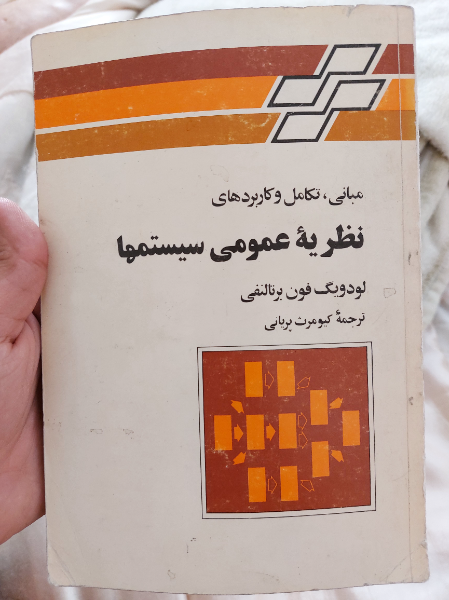 مبانی، تکامل و کاربردهای
نظریهٔ عمومی سیستمها
لودویگ فون برتالنفی
ترجمهٔ کیومرث پریانی